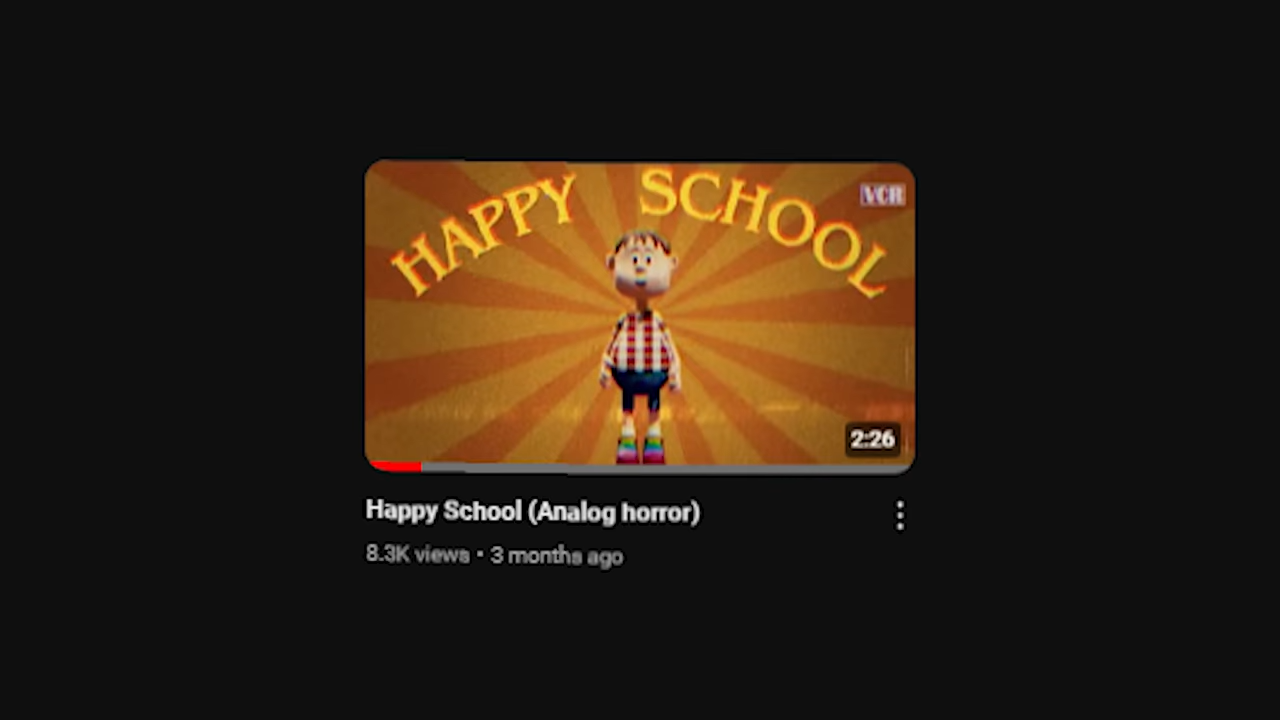 HAPPY SCHOOL
VCR
2:26
Happy School (Analog horror)
8.3K views • 3 months ago